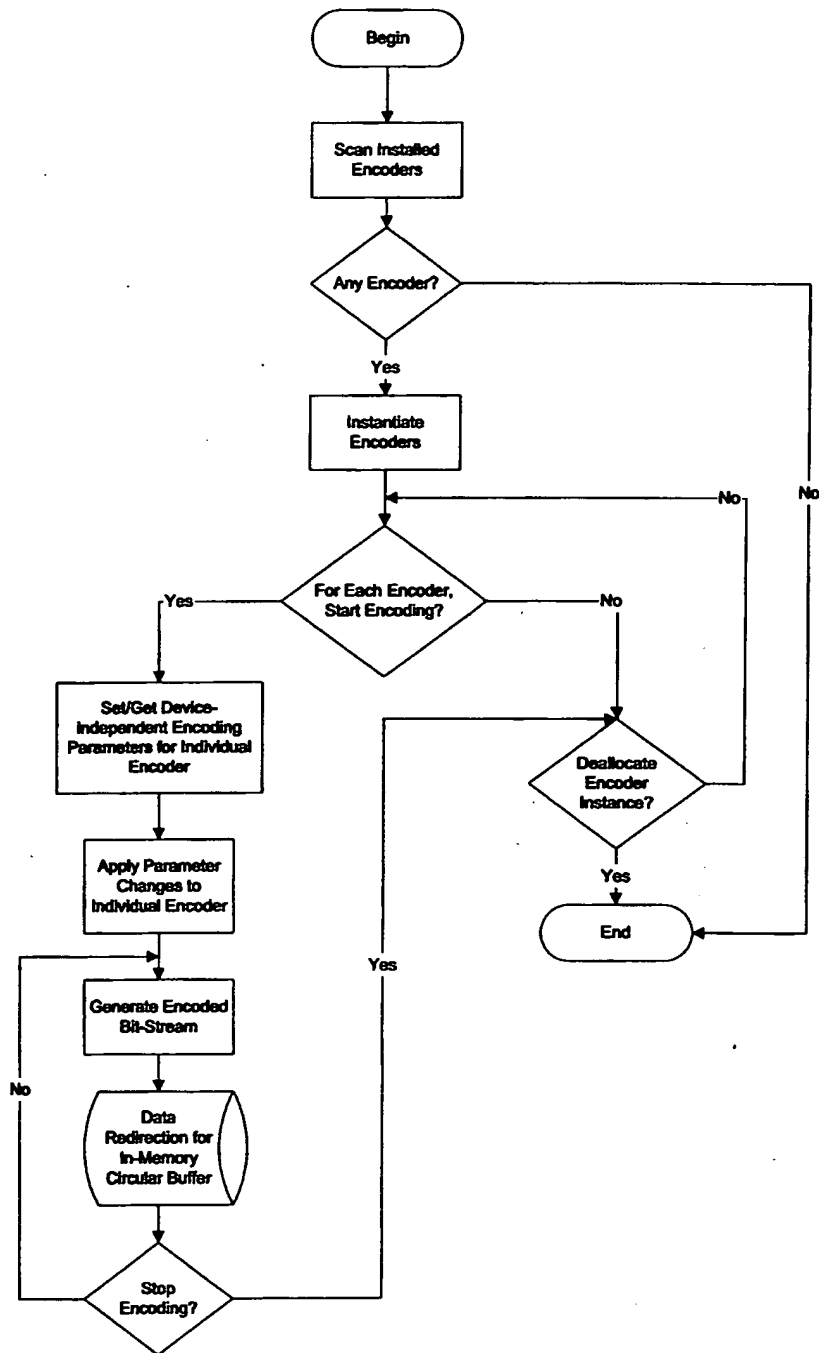 Begin
Scan Installed
Encoders
Any Encoder?
Yes
Instantiate
Encoders
No
No
For Each Encoder,
Start Encoding?
Yes
No
Set/Get Device-
Independent Encoding
Parameters for Individual
Encoder
Deallocate
Encoder
Instance?
Apply Parameter
Changes to
Individual Encoder
Yes
End
Yes
Generate Encoded
Bit-Stream
No
Data
Redirection for
In-Memory
Circular Buffer
Stop
Encoding?